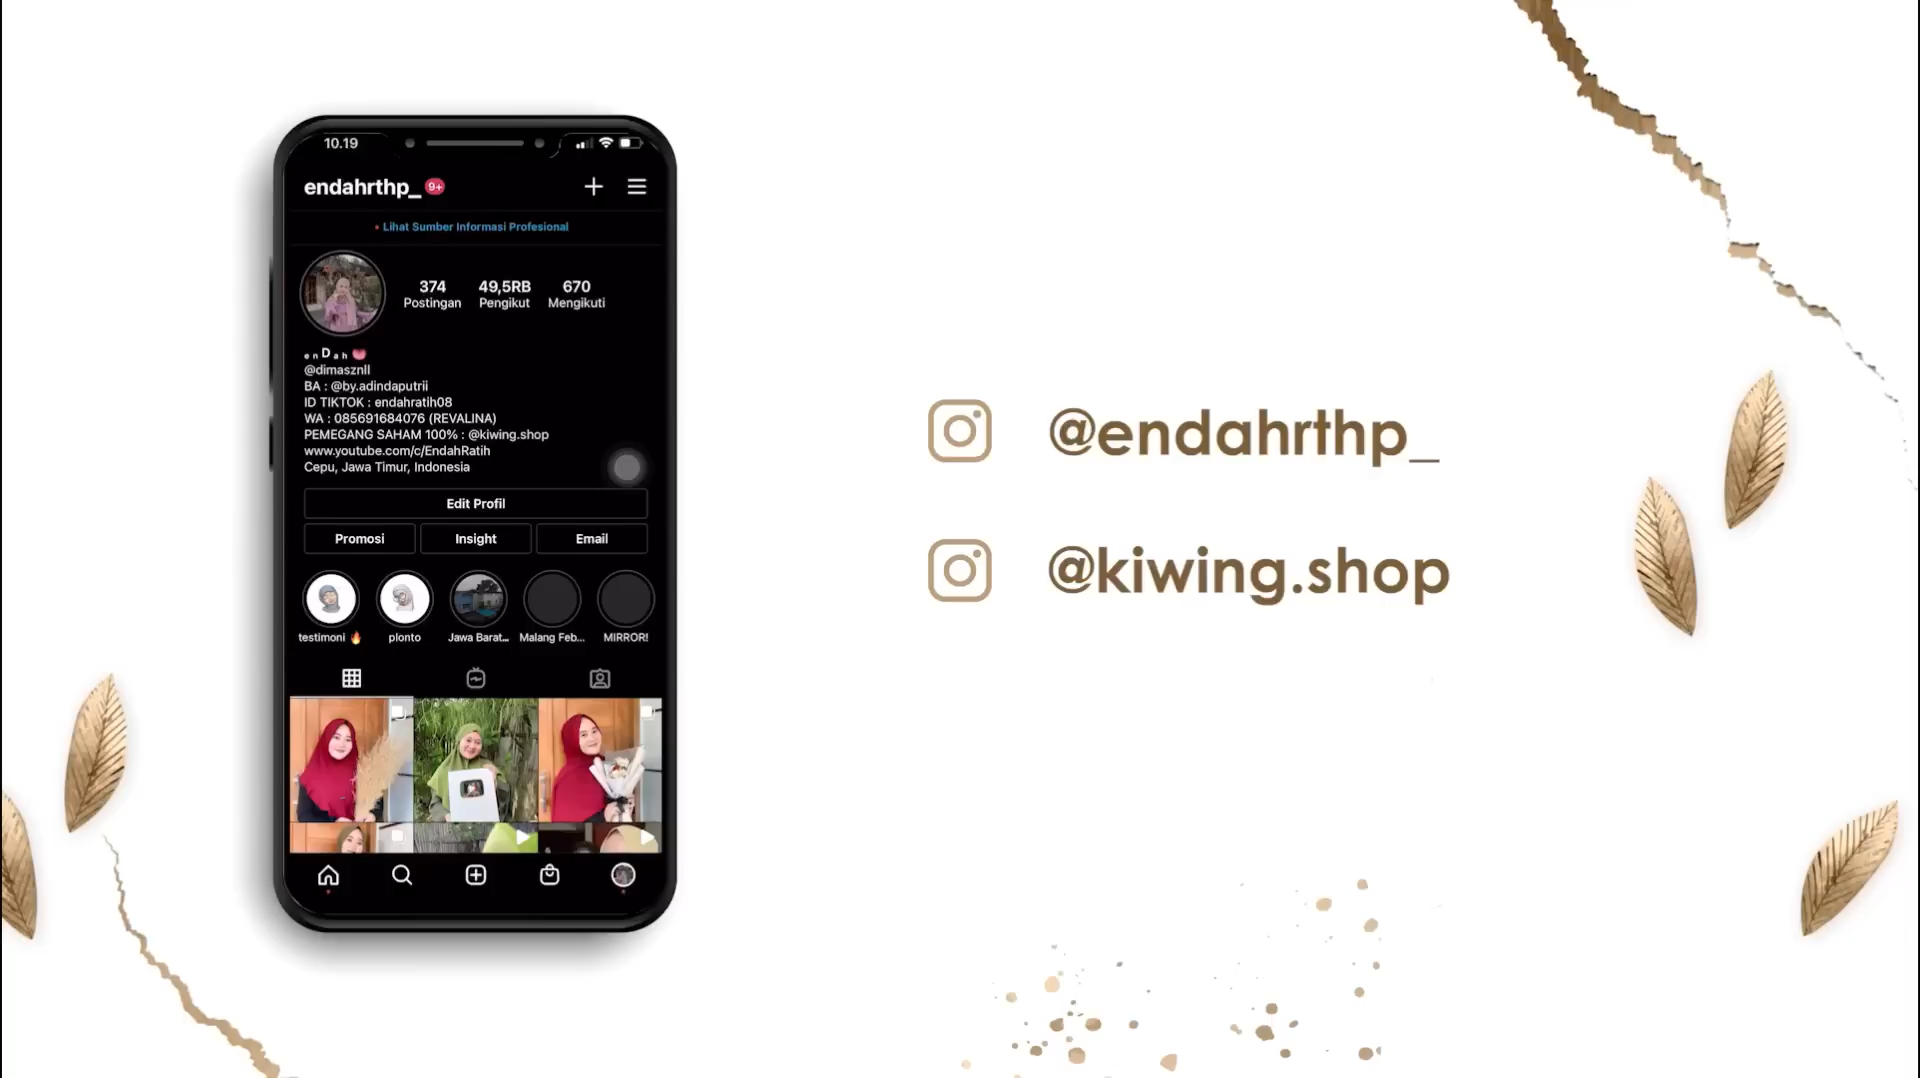 10.19
endahrthp_ 9+
Lihat Sumber Informasi Profesional
374 49,5RB 670
Postingan Pengikut Mengikuti
ₑₙDₐₕ
@dimasznll
BA : @by.adindaputrii
ID TIKTOK : endahratih08
WA : 085691684076 (REVALINA)
PEMEGANG SAHAM 100% : @kiwing.shop
www.youtube.com/c/EndahRatih
Cepu, Jawa Timur, Indonesia
Edit Profil
Promosi Insight Email
testimoni 🔥 plonto Jawa Barat... Malang Feb... MIRROR!
@endahrthp_
@kiwing.shop